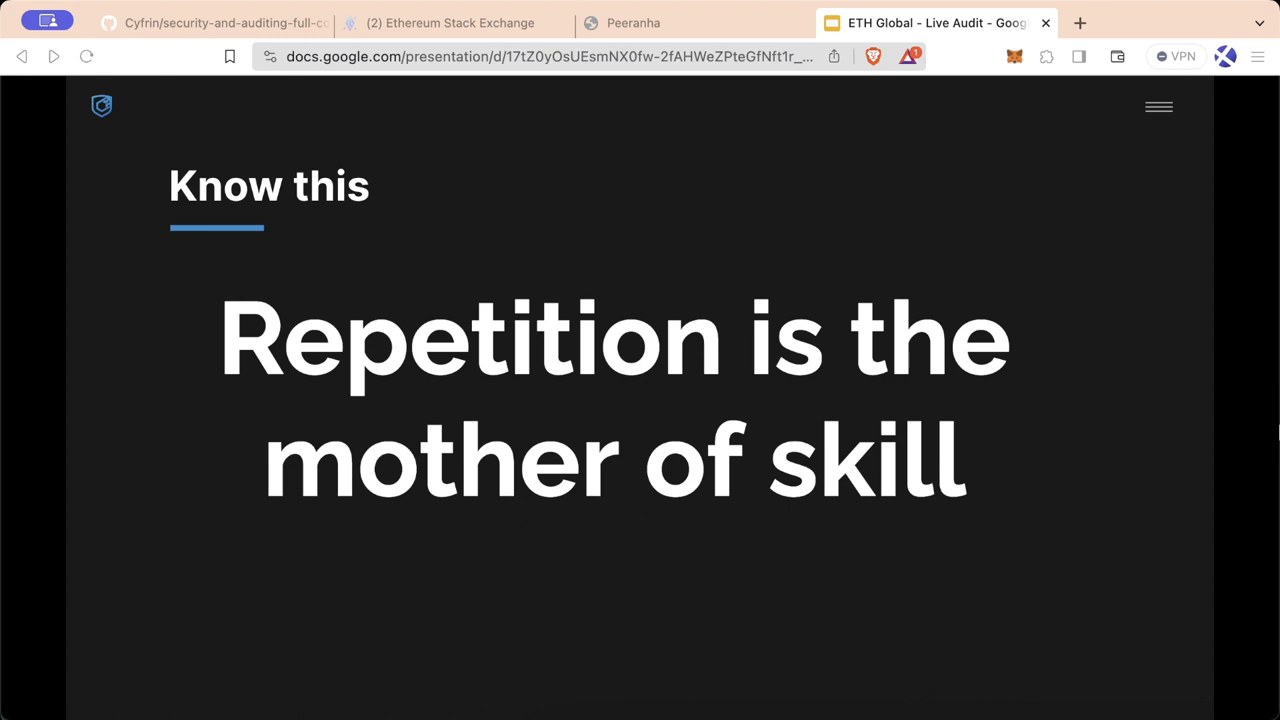 Cyfrin/security-and-auditing-full-co
(2) Ethereum Stack Exchange
Peeranha
ETH Global - Live Audit - Goog
docs.google.com/presentation/d/17tZ0yOsUEsmNX0fw-2fAHWeZPteGfNft1r_...
1
VPN
Know this
Repetition is the
mother of skill